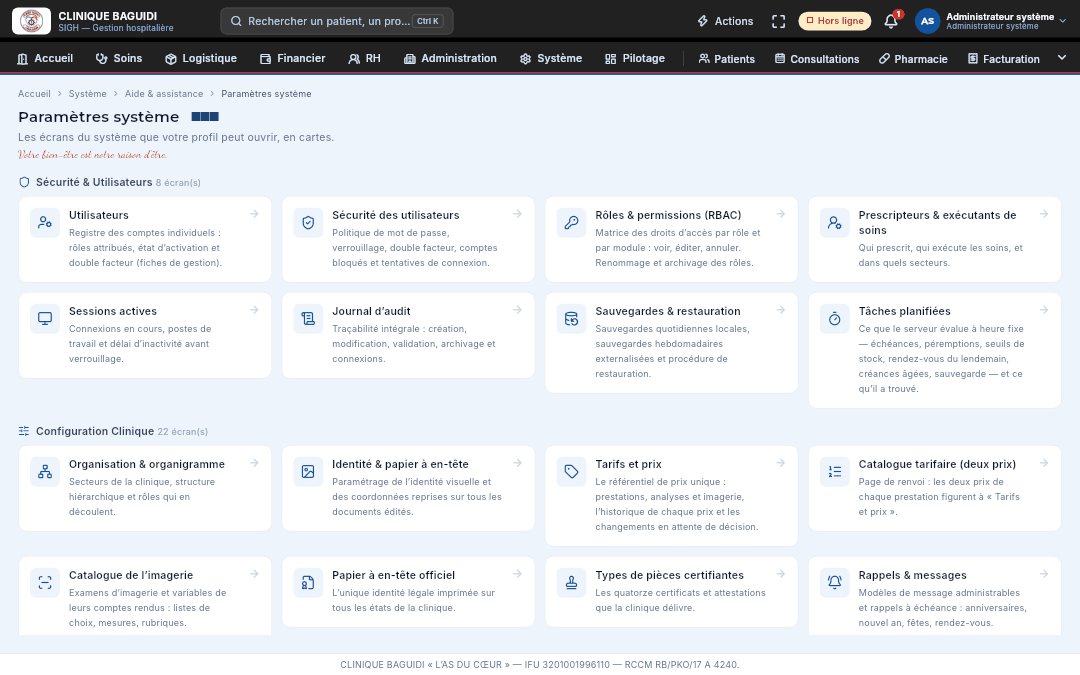 CLINIQUE BAGUIDI
SIGH — Gestion hospitalière
Rechercher un patient, un pro... Ctrl K
Actions
Hors ligne
1
AS
Administrateur système
Administrateur système
Accueil Soins Logistique Financier RH Administration Système Pilotage Patients Consultations Pharmacie Facturation
Accueil > Système > Aide & assistance > Paramètres système
Paramètres système
Les écrans du système que votre profil peut ouvrir, en cartes.
Votre bien-être est notre raison d'être.
Sécurité & Utilisateurs 8 écran(s)
Utilisateurs
Registre des comptes individuels :
rôles attribués, état d'activation et
double facteur (fiches de gestion).
Sécurité des utilisateurs
Politique de mot de passe,
verrouillage, double facteur, comptes
bloqués et tentatives de connexion.
Rôles & permissions (RBAC)
Matrice des droits d'accès par rôle et
par module : voir, éditer, annuler.
Renommage et archivage des rôles.
Prescripteurs & exécutants de
soins
Qui prescrit, qui exécute les soins, et
dans quels secteurs.
Sessions actives
Connexions en cours, postes de
travail et délai d'inactivité avant
verrouillage.
Journal d'audit
Traçabilité intégrale : création,
modification, validation, archivage et
connexions.
Sauvegardes & restauration
Sauvegardes quotidiennes locales,
sauvegardes hebdomadaires
externalisées et procédure de
restauration.
Tâches planifiées
Ce que le serveur évalue à heure fixe
— échéances, péremptions, seuils de
stock, rendez-vous du lendemain,
créances âgées, sauvegarde — et ce
qu'il a trouvé.
Configuration Clinique 22 écran(s)
Organisation & organigramme
Secteurs de la clinique, structure
hiérarchique et rôles qui en
découlent.
Identité & papier à en-tête
Paramétrage de l'identité visuelle et
des coordonnées reprises sur tous les
documents édités.
Tarifs et prix
Le référentiel de prix unique :
prestations, analyses et imagerie,
l'historique de chaque prix et les
changements en attente de décision.
Catalogue tarifaire (deux prix)
Page de renvoi : les deux prix de
chaque prestation figurent à « Tarifs
et prix ».
Catalogue de l'imagerie
Examens d'imagerie et variables de
leurs comptes rendus : listes de
choix, mesures, rubriques.
Papier à en-tête officiel
L'unique identité légale imprimée sur
tous les états de la clinique.
Types de pièces certifiantes
Les quatorze certificats et attestations
que la clinique délivre.
Rappels & messages
Modèles de message administrables
et rappels à échéance : anniversaires,
nouvel an, fêtes, rendez-vous.
CLINIQUE BAGUIDI « L'AS DU CŒUR » — IFU 3201001996110 — RCCM RB/PKO/17 A 4240.